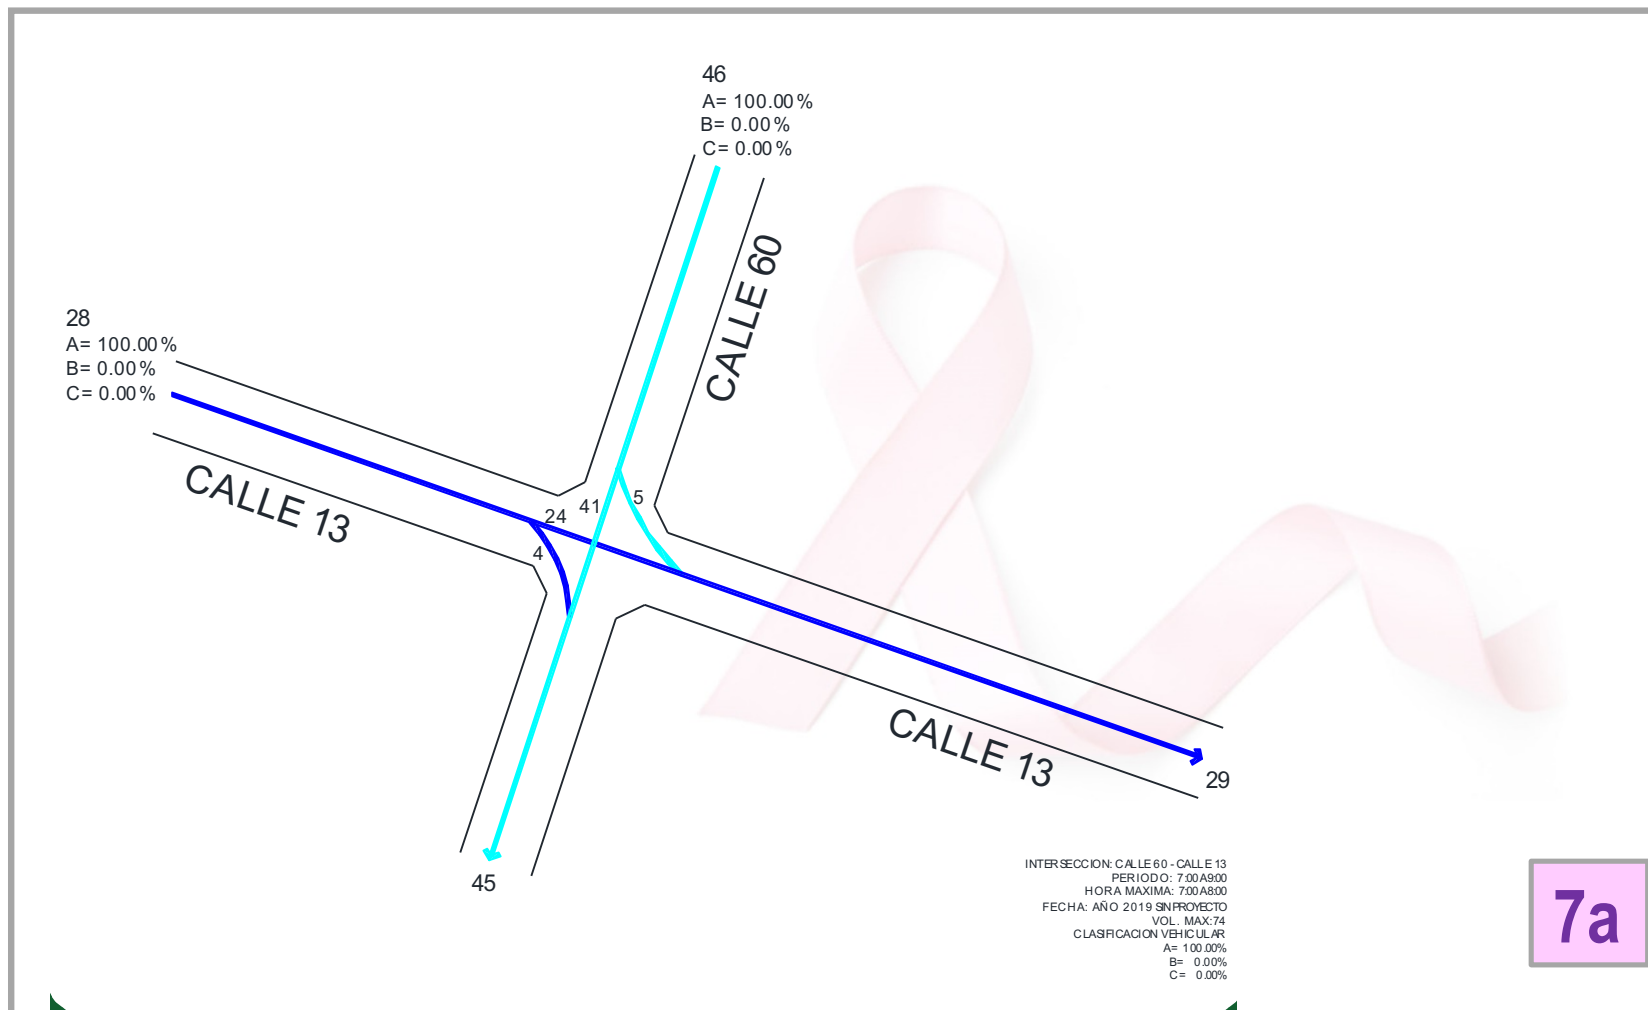 46
A= 100.00%
B= 0.00%
C= 0.00%
CALLE 60
28
A= 100.00%
B= 0.00%
C= 0.00%
CALLE 13
24
41
5
4
CALLE 13
29
45
INTERSECCION: CALLE 60 - CALLE 13
PERIODO: 7:00 A 9:00
HORA MAXIMA: 7:00 A 8:00
FECHA: AÑO 2019 SIN PROYECTO
VOL. MAX:74
CLASIFICACION VEHICULAR
A= 100.00%
B= 0.00%
C= 0.00%
7a